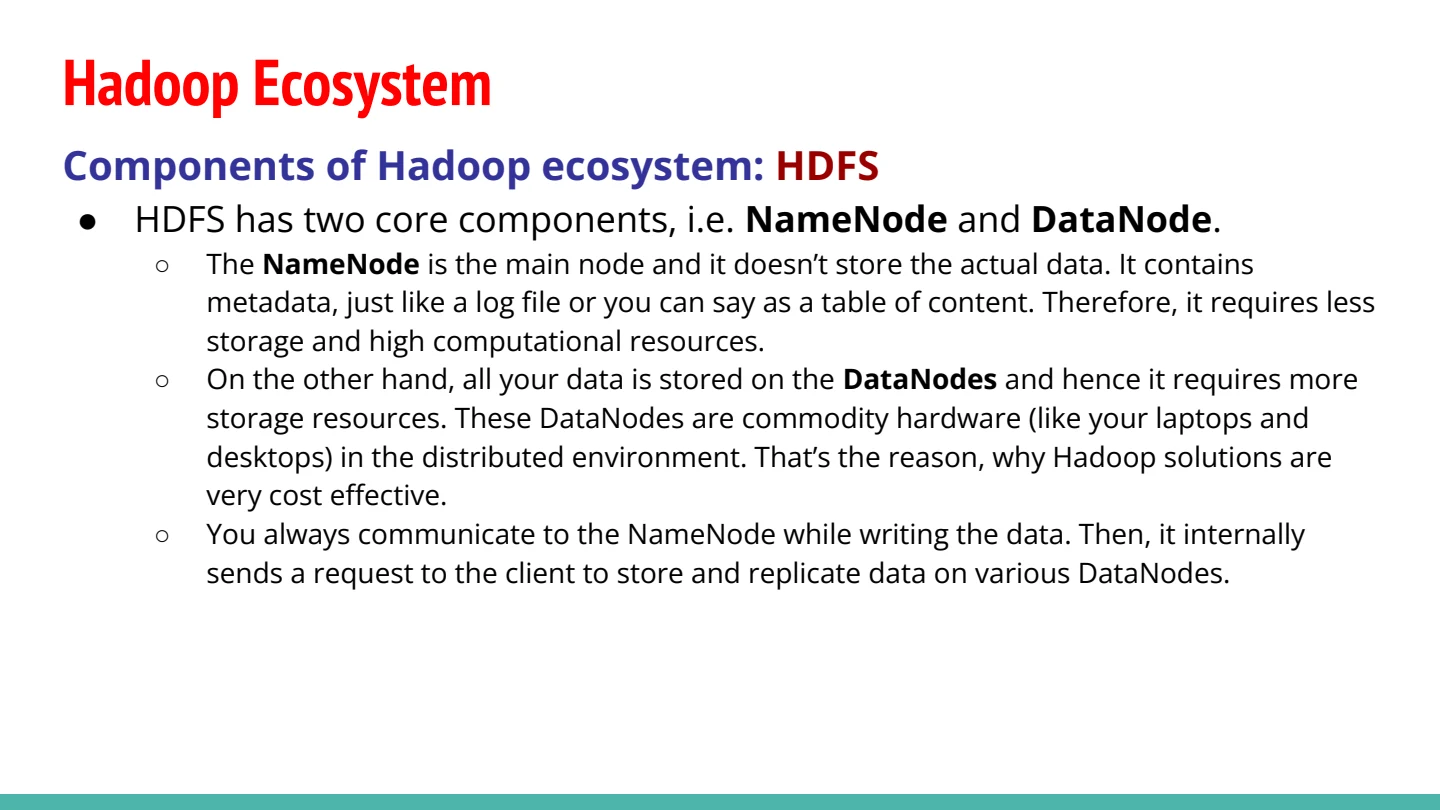 Hadoop Ecosystem
Components of Hadoop ecosystem: HDFS
● HDFS has two core components, i.e. NameNode and DataNode.
○ The NameNode is the main node and it doesn’t store the actual data. It contains
metadata, just like a log file or you can say as a table of content. Therefore, it requires less
storage and high computational resources.
○ On the other hand, all your data is stored on the DataNodes and hence it requires more
storage resources. These DataNodes are commodity hardware (like your laptops and
desktops) in the distributed environment. That’s the reason, why Hadoop solutions are
very cost effective.
○ You always communicate to the NameNode while writing the data. Then, it internally
sends a request to the client to store and replicate data on various DataNodes.